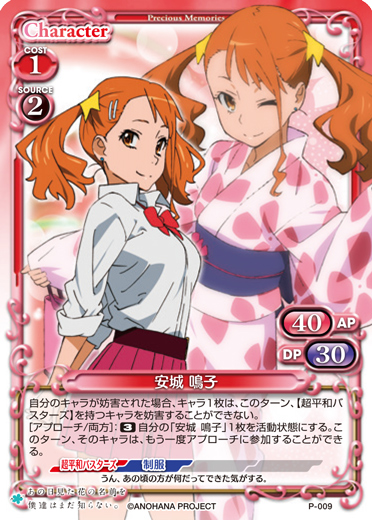 Precious Memories
Character
COST
1
SOURCE
2
40 AP
DP 30
安城 鳴子
自分のキャラが妨害された場合、キャラ1枚は、このターン、【超平和バ
スターズ】を持つキャラを妨害することができない。
[アプローチ/両方]:3自分の「安城 鳴子」1枚を活動状態にする。こ
のターン、そのキャラは、もう一度アプローチに参加することができ
る。
超平和バスターズ 制服
うん、あの頃の方が何だってできた気がする。
あの日見た花の名前を
僕達はまだ知らない。
©ANOHANA PROJECT
P-009